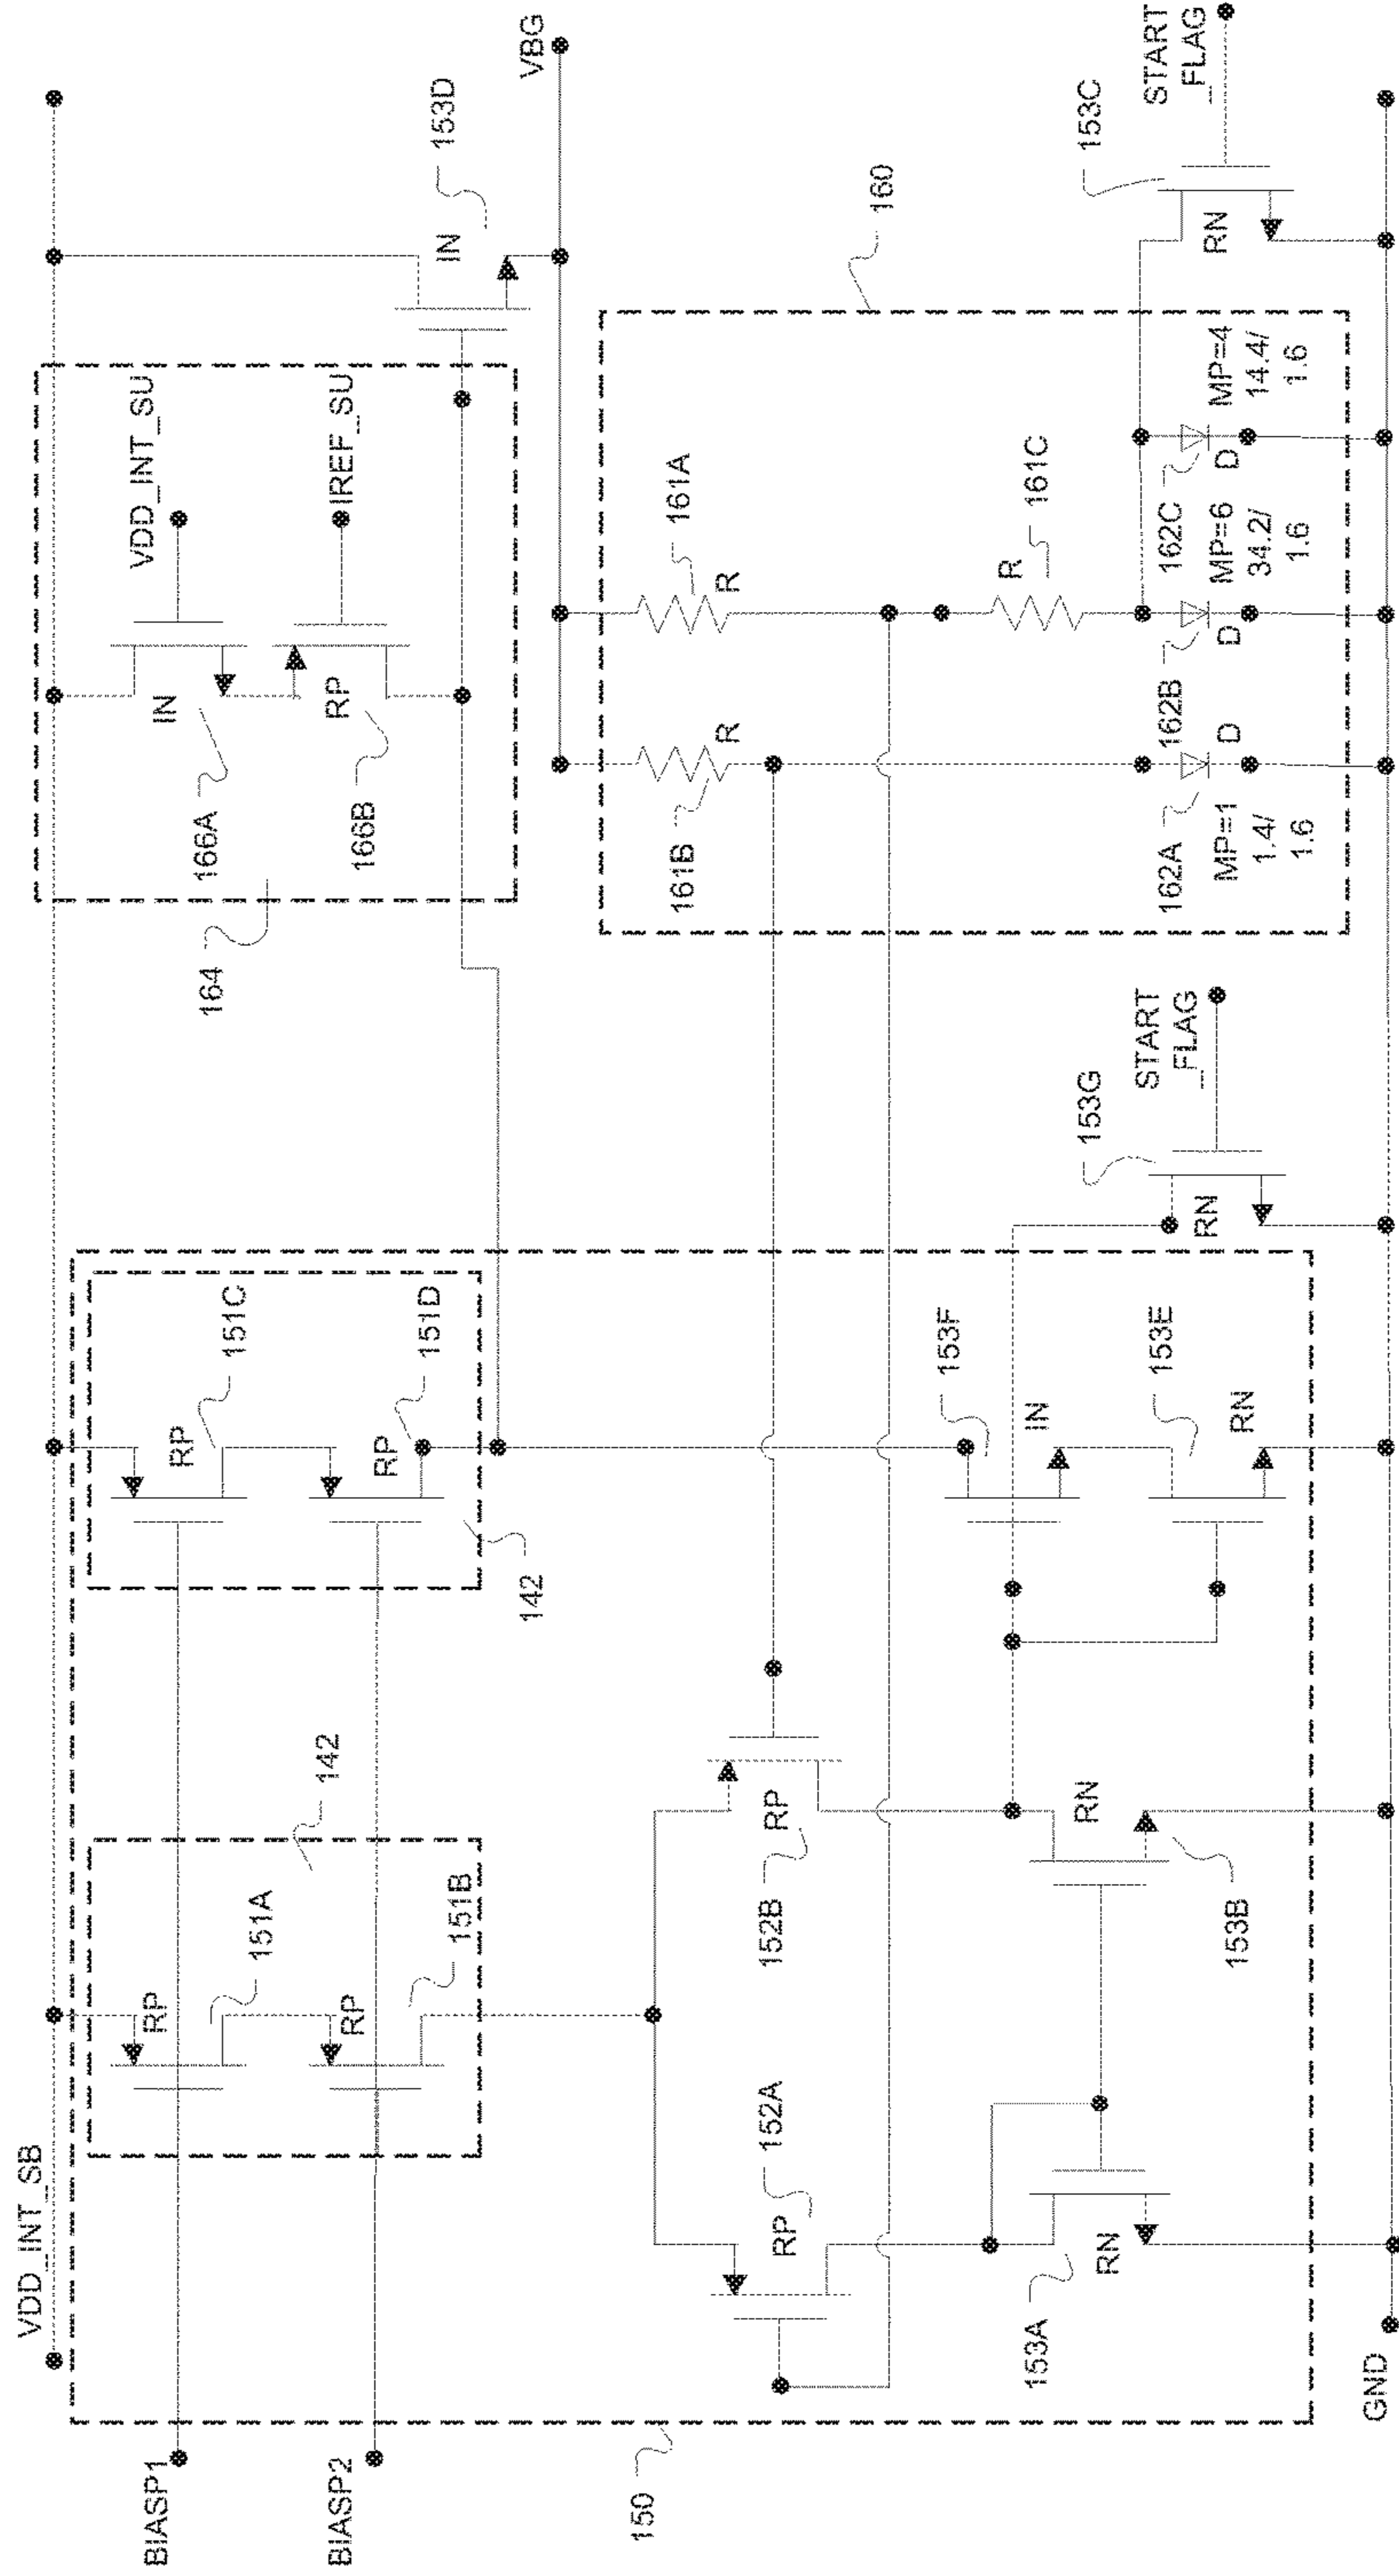 VDD_INT_SB
BIASP1
BIASP2
150
GND
RP
151A
RP
151B
142
RP
151C
RP
151D
142
152A
RP
152B
RP
153A
RN
153B
RN
153F
IN
153E
RN
153G
RN
START
_FLAG
164
166A
IN
VDD_INT_SU
166B
RP
IREF_SU
153D
IN
VBG
160
161B
R
161A
R
161C
R
162A
D
MP=1
1.4/
1.6
162B
D
MP=6
34.2/
1.6
162C
D
MP=4
14.4/
1.6
153C
RN
START
_FLAG